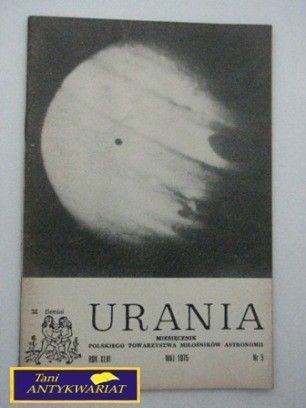 Gemini
URANIA
MIESIĘCZNIK
POLSKIEGO TOWARZYSTWA MIŁOŚNIKÓW ASTRONOMII
ROK XLVI MAJ 1975 Nr 5
Tani
ANTYKWARIAT